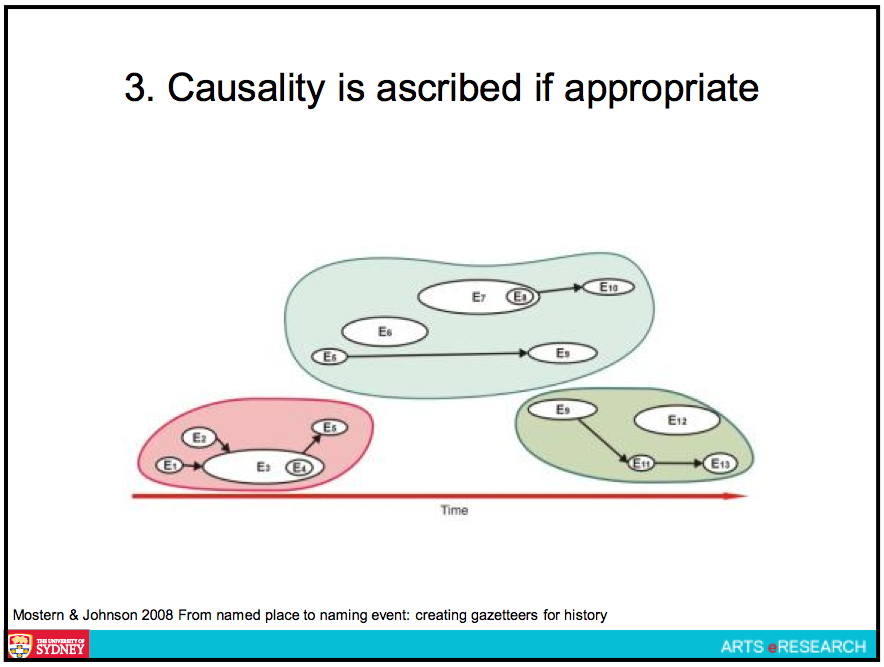 3. Causality is ascribed if appropriate
E7
E8
E10
E6
E5
E9
E2
E5
E1
E3
E4
E9
E12
E11
E13
Time
Mostern & Johnson 2008 From named place to naming event: creating gazetteers for history
THE UNIVERSITY OF
SYDNEY
ARTS eRESEARCH